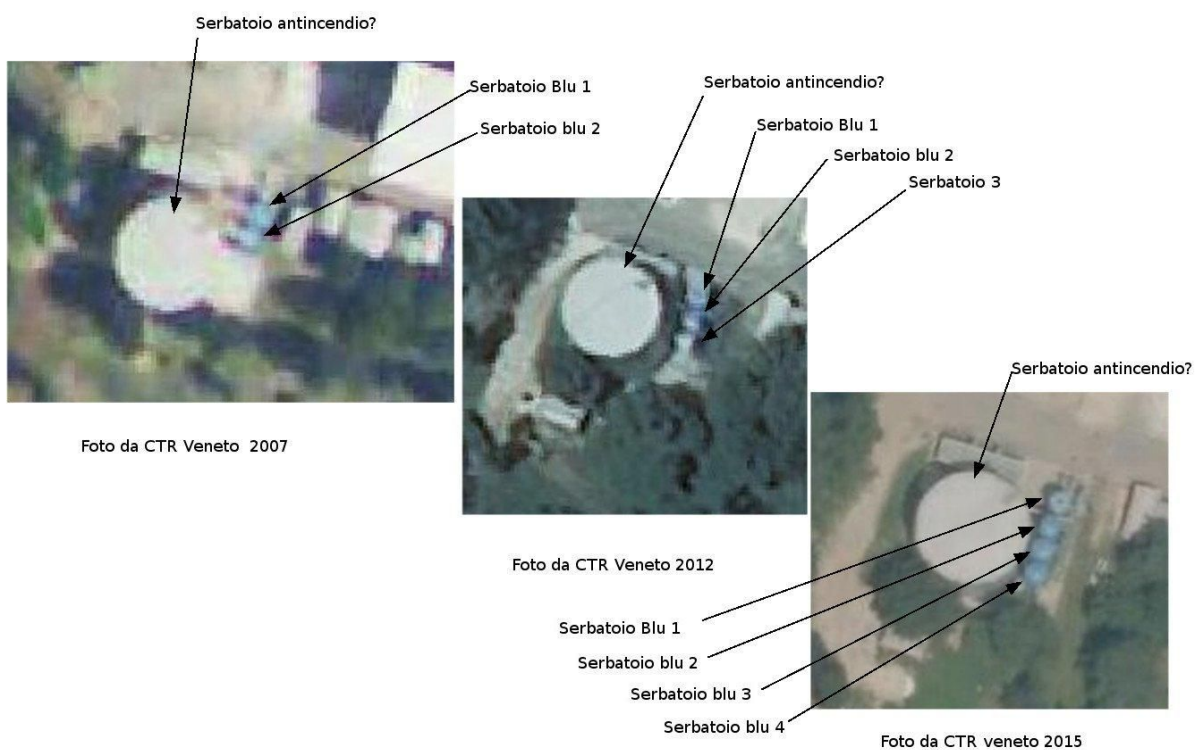 Serbatoio antincendio?
Serbatoio Blu 1
Serbatoio blu 2
Foto da CTR Veneto  2007
Serbatoio antincendio?
Serbatoio Blu 1
Serbatoio blu 2
Serbatoio 3
Foto da CTR Veneto 2012
Serbatoio antincendio?
Serbatoio Blu 1
Serbatoio blu 2
Serbatoio blu 3
Serbatoio blu 4
Foto da CTR veneto 2015